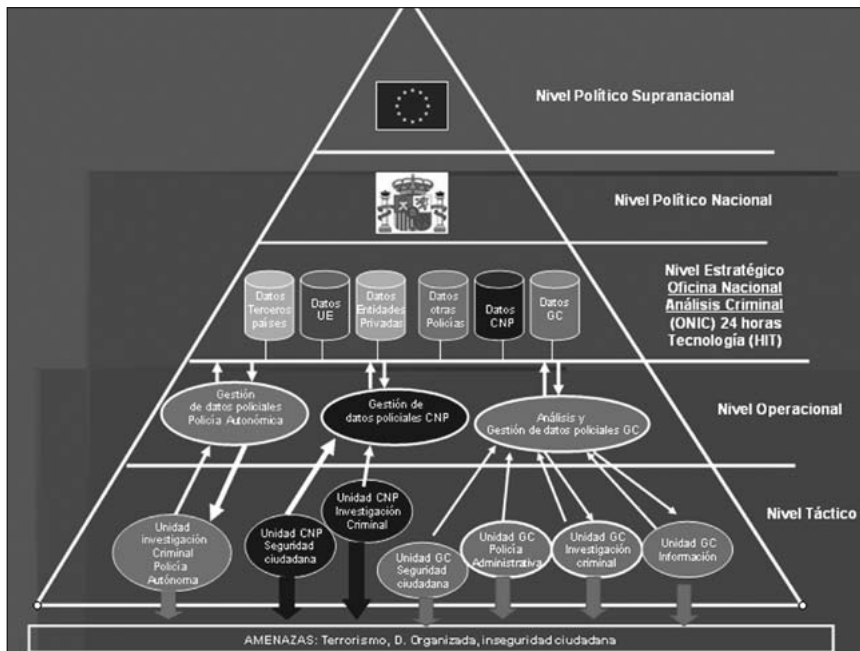 Nivel Político Supranacional
Nivel Político Nacional
Nivel Estratégico
Oficina Nacional
Análisis Criminal
(ONIC) 24 horas
Tecnología (HIT)
Datos
Terceros
países
Datos
UE
Datos
Entidades
Privadas
Datos
otras
Policías
Datos
CNP
Datos
GC
Nivel Operacional
Gestión
de datos policiales
Policía Autonómica
Gestión de
datos policiales CNP
Análisis y
Gestión de datos policiales GC
Nivel Táctico
Unidad
investigación
Criminal
Policía
Autónoma
Unidad CNP
Seguridad
ciudadana
Unidad CNP
Investigación
Criminal
Unidad GC
Seguridad
ciudadana
Unidad GC
Policía
Administrativa
Unidad GC
Investigación
criminal
Unidad GC
Información
AMENAZAS: Terrorismo, D. Organizada, inseguridad ciudadana